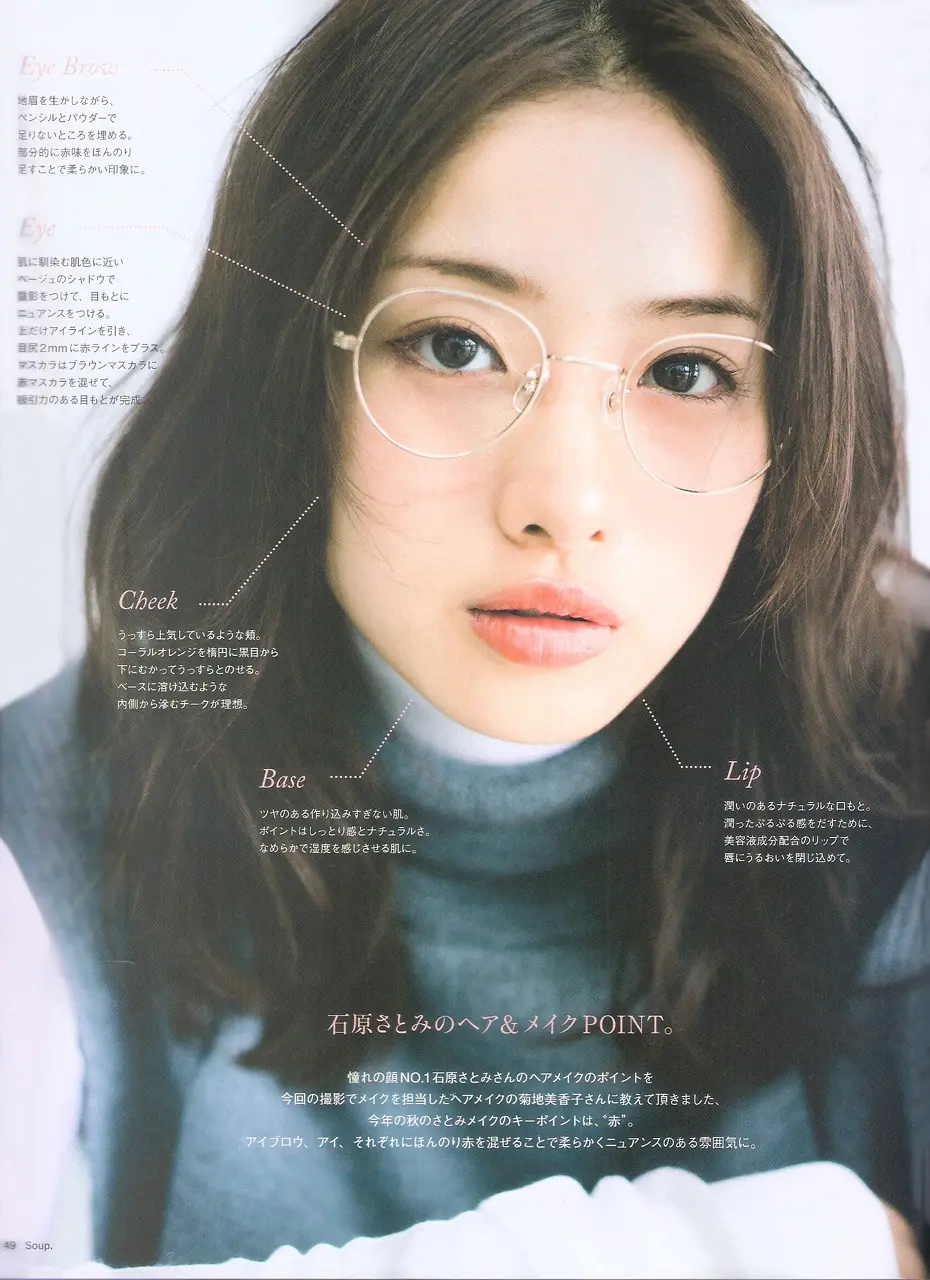 Eye Brow
地眉を生かしながら、
ペンシルとパウダーで
足りないところを埋める。
部分的に赤味をほんのり
足すことで柔らかい印象に。
Eye
肌に馴染む肌色に近い
ベージュのシャドウで
陰影をつけて、目もとに
ニュアンスをつける。
上だけアイラインを引き、
目尻2mmに赤ラインをプラス。
マスカラはブラウンマスカラに
赤マスカラを混ぜて、
吸引力のある目もとが完成。
Cheek
うっすら上気しているような頬。
コーラルオレンジを楕円に黒目から
下にむかってうっすらとのせる。
ベースに溶け込むような
内側から滲むチークが理想。
Base
ツヤのある作り込みすぎない肌。
ポイントはしっとり感とナチュラルさ。
なめらかで湿度を感じさせる肌に。
Lip
潤いのあるナチュラルな口もと。
潤ったぷるぷる感をだすために、
美容液成分配合のリップで
唇にうるおいを閉じ込めて。
石原さとみのヘア&メイクPOINT。
憧れの顔NO.1石原さとみさんのヘアメイクのポイントを
今回の撮影でメイクを担当したヘアメイクの菊地美香子さんに教えて頂きました、
今年の秋のさとみメイクのキーポイントは、“赤”。
アイブロウ、アイ、それぞれにほんのり赤を混ぜることで柔らかくニュアンスのある雰囲気に。
49 Soup.